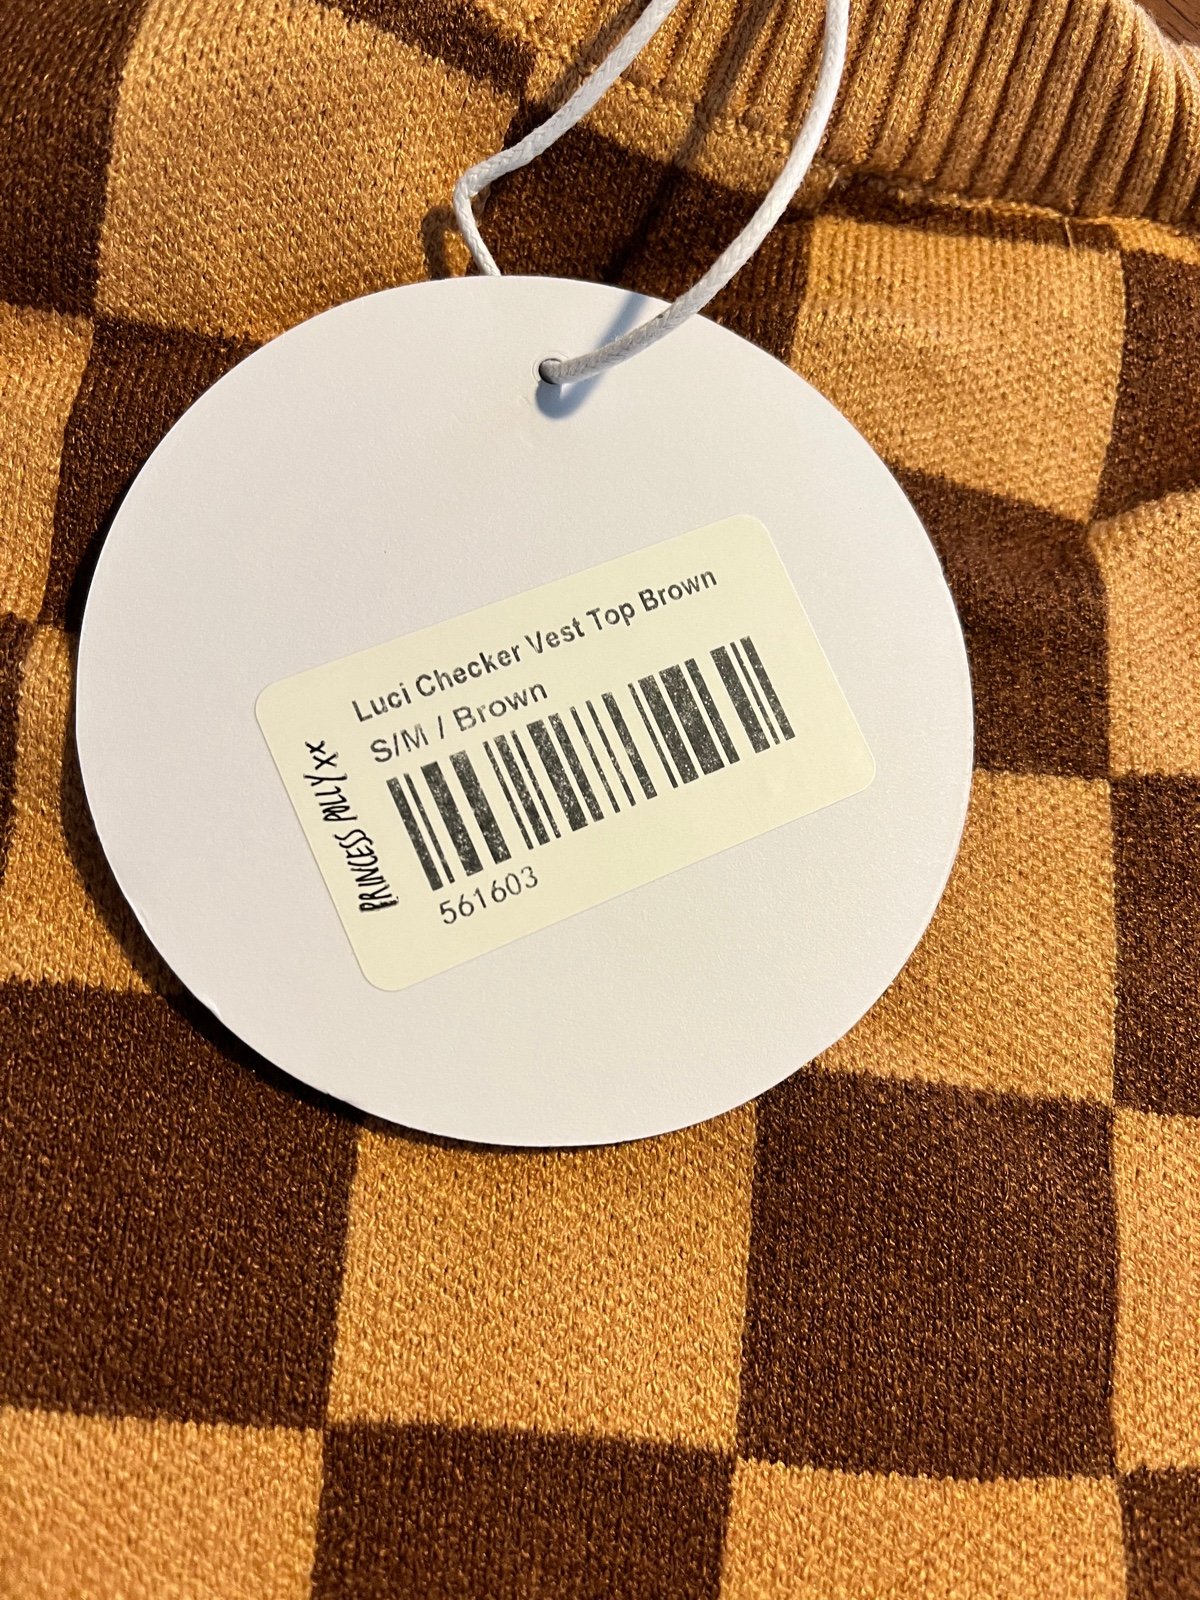 Luci Checker Vest Top Brown
S/M / Brown
561603
PRINCESS POLLY xx